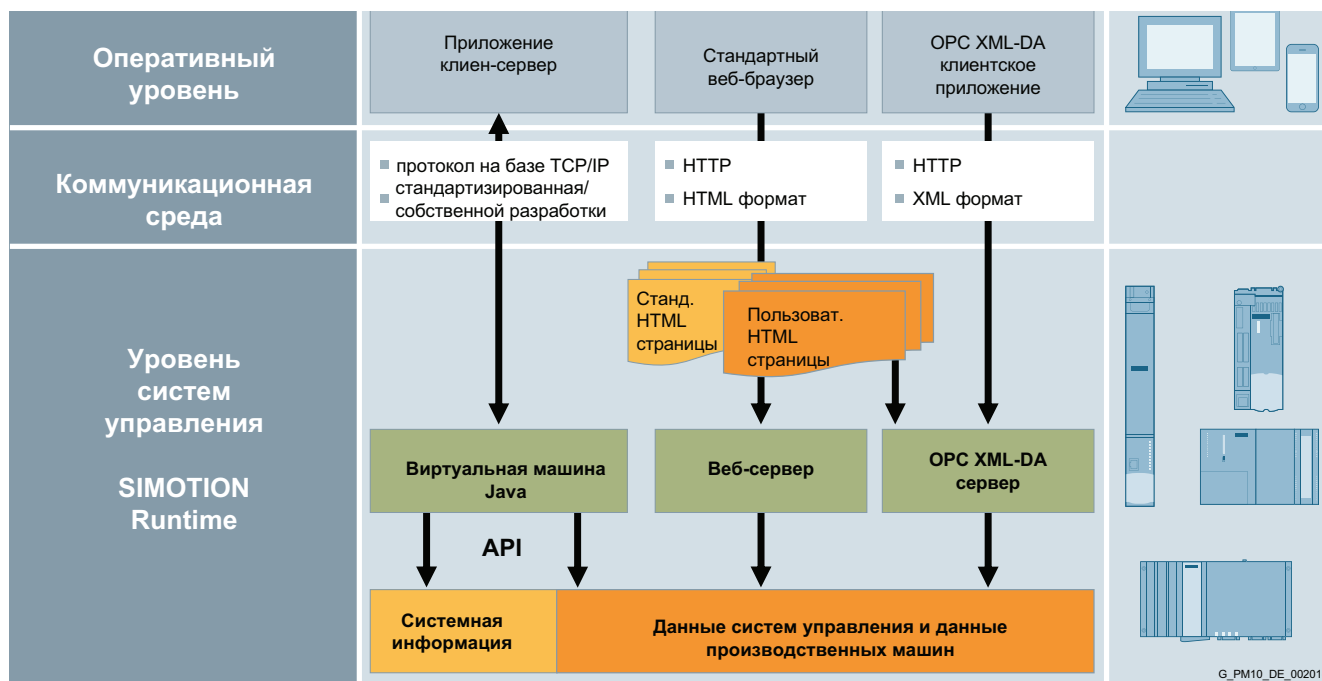 Оперативный
уровень
Приложение
клиен-сервер
Стандартный
веб-браузер
OPC XML-DA
клиентское
приложение
Коммуникационная
среда
протокол на базе TCP/IP
стандартизированная/
собственной разработки
HTTP
HTML формат
HTTP
XML формат
Уровень
систем
управления
SIMOTION
Runtime
Станд.
HTML
страницы
Пользоват.
HTML
страницы
Виртуальная машина
Java
Веб-сервер
OPC XML-DA
сервер
API
Системная
информация
Данные систем управления и данные
производственных машин
G_PM10_DE_00201